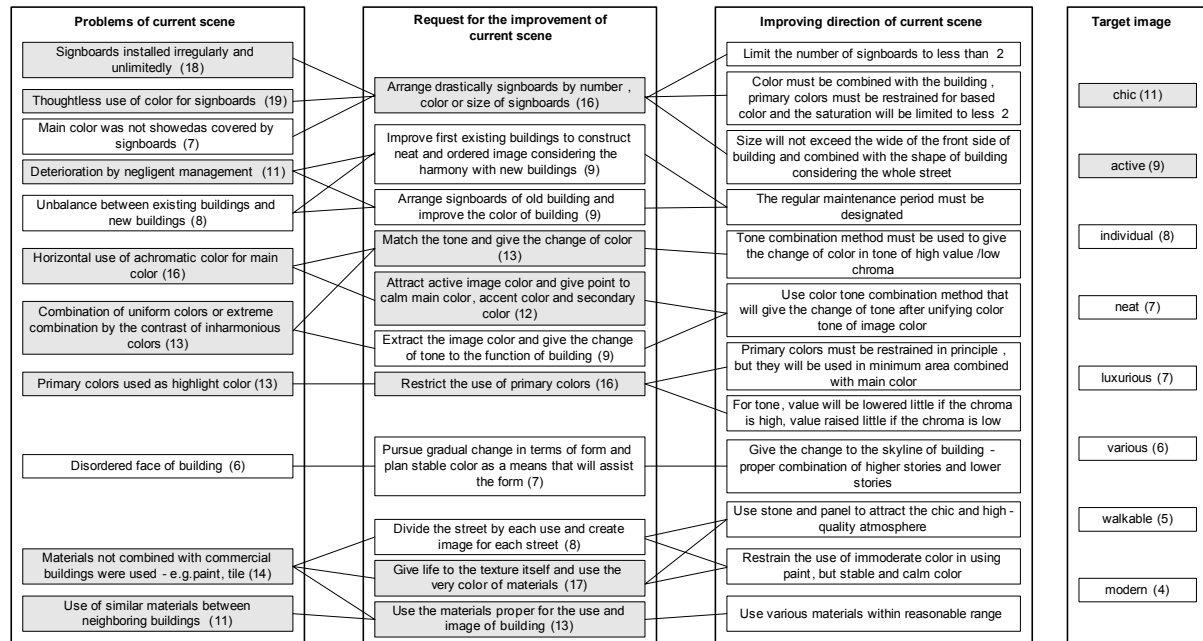 Problems of current scene
Signboards installed irregularly and
unlimitedly (18)
Thoughtless use of color for signboards (19)
Main color was not showedas covered by
signboards (7)
Deterioration by negligent management (11)
Unbalance between existing buildings and
new buildings (8)
Horizontal use of achromatic color for main
color (16)
Combination of uniform colors or extreme
combination by the contrast of inharmonious
colors (13)
Primary colors used as highlight color (13)
Disordered face of building (6)
Materials not combined with commercial
buildings were used - e.g.paint, tile (14)
Use of similar materials between
neighboring buildings (11)
Request for the improvement of
current scene
Arrange drastically signboards by number ,
color or size of signboards (16)
Improve first existing buildings to construct
neat and ordered image considering the
harmony with new buildings (9)
Arrange signboards of old building and
improve the color of building (9)
Match the tone and give the change of color
(13)
Attract active image color and give point to
calm main color, accent color and secondary
color (12)
Extract the image color and give the change
of tone to the function of building (9)
Restrict the use of primary colors (16)
Pursue gradual change in terms of form and
plan stable color as a means that will assist
the form (7)
Divide the street by each use and create
image for each street (8)
Give life to the texture itself and use the
very color of materials (17)
Use the materials proper for the use and
image of building (13)
Improving direction of current scene
Limit the number of signboards to less than 2
Color must be combined with the building ,
primary colors must be restrained for based
color and the saturation will be limited to less 2
Size will not exceed the wide of the front side of
building and combined with the shape of building
considering the whole street
The regular maintenance period must be
designated
Tone combination method must be used to give
the change of color in tone of high value /low
chroma
Use color tone combination method that
will give the change of tone after unifying color
tone of image color
Primary colors must be restrained in principle ,
but they will be used in minimum area combined
with main color
For tone, value will be lowered little if the chroma
is high, value raised little if the chroma is low
Give the change to the skyline of building -
proper combination of higher stories and lower
stories
Use stone and panel to attract the chic and high -
quality atmosphere
Restrain the use of immoderate color in using
paint, but stable and calm color
Use various materials within reasonable range
Target image
chic (11)
active (9)
individual (8)
neat (7)
luxurious (7)
various (6)
walkable (5)
modern (4)